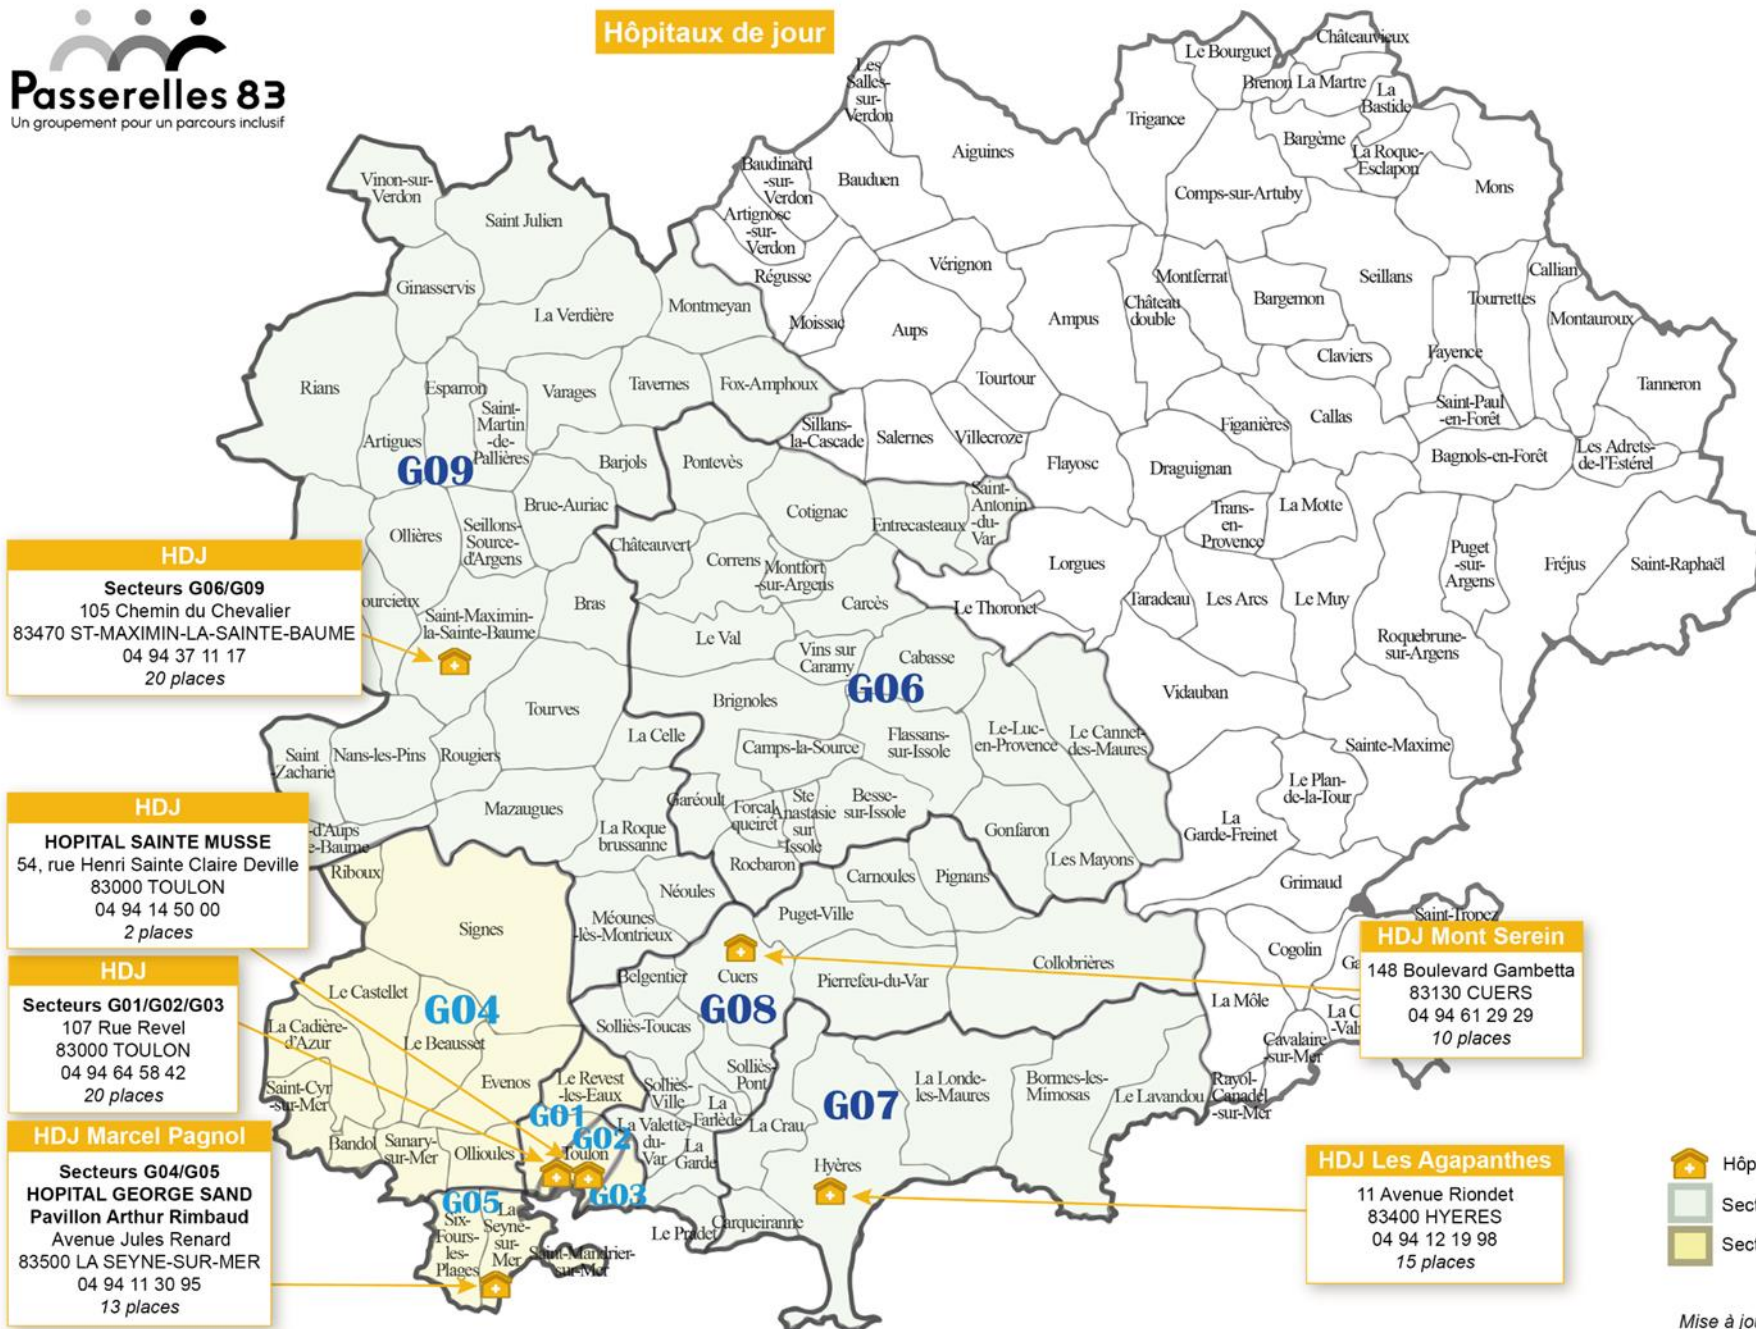 Passerelles 83
Un groupement pour un parcours inclusif
Hôpitaux de jour
Châteauvieux
Le Bourguet
Brenon
La Martre
La
Bastide
Les
Salles-
sur-
Verdon
Trigance
Bargème
La Roque-
Esclapon
Aiguines
Baudinard
-sur-
Verdon
Bauduen
Comps-sur-Artuby
Mons
Vinon-sur-
Verdon
Saint Julien
Artignosc
-sur-
Verdon
Régusse
Vérignon
Montferrat
Seillans
Callian
Ginasservis
La Verdière
Montmeyan
Moissac
Aups
Ampus
Château
double
Bargemon
Tourrettes
Montauroux
Claviers
Fayence
Rians
Esparron
Varages
Tavernes
Fox-Amphoux
Tourtour
Tanneron
Saint-
Martin
-de-
Pallières
Sillans-
la-Cascade
Salernes
Villecroze
Figanières
Callas
Saint-Paul
-en-Forêt
Artigues
G09
Barjols
Pontevès
Flayosc
Draguignan
Bagnols-en-Forêt
Les Adrets-
de-l'Estérel
Brue-Auriac
Cotignac
Entrecasteaux
Saint-
Antonin
-du-
Var
Trans-
en-
Provence
La Motte
Ollières
Seillons-
Source-
d'Argens
Châteauvert
Correns
Montfort
-sur-Argens
Lorgues
Puget
-sur-
Argens
Fréjus
Saint-Raphaël
HDJ
Secteurs G06/G09
105 Chemin du Chevalier
83470 ST-MAXIMIN-LA-SAINTE-BAUME
04 94 37 11 17
20 places
ourcieux
Saint-Maximin-
la-Sainte-Baume
Bras
Carcès
Le Thoronet
Taradeau
Les Arcs
Le Muy
Le Val
Vins sur
Caramy
Cabasse
Roquebrune-
sur-Argens
G06
Brignoles
Vidauban
Tourves
La Celle
Camps-la-Source
Flassans-
sur-Issole
Le-Luc-
en-Provence
Le Cannet-
des-Maures
Sainte-Maxime
Saint
-Zacharie
Nans-les-Pins
Rougiers
Le Plan-
de-la-Tour
HDJ
HOPITAL SAINTE MUSSE
54, rue Henri Sainte Claire Deville
83000 TOULON
04 94 14 50 00
2 places
Mazaugues
Garéoult
Forcal
queiret
Ste
Anastasie
sur
Issole
Besse-
sur-Issole
Gonfaron
La
Garde-Freinet
-d'Aups
e-Baume
La Roque
brussanne
Rocbaron
Les Mayons
Riboux
Néoules
Carnoules
Pignans
Grimaud
Signes
Méounes
-lès-Montrieux
Puget-Ville
Saint-Tropez
Cogolin
Ga
HDJ Mont Serein
148 Boulevard Gambetta
83130 CUERS
04 94 61 29 29
10 places
HDJ
Secteurs G01/G02/G03
107 Rue Revel
83000 TOULON
04 94 64 58 42
20 places
Belgentier
Cuers
Pierrefeu-du-Var
Collobrières
Le Castellet
G04
G08
La Môle
La C
-Val
La Cadière-
d'Azur
Le Beausset
Solliès-Toucas
Cavalaire
-sur-Mer
Saint-Cyr
-sur-Mer
Evenos
Le Revest
-les-Eaux
Solliès-
Pont
Solliès-
Ville
La
Farlède
G07
La Londe-
les-Maures
Bormes-les-
Mimosas
Le Lavandou
Rayol-
Canadel
-sur-Mer
G01
G02
La Valette-
du-
Var
La Crau
HDJ Marcel Pagnol
Secteurs G04/G05
HOPITAL GEORGE SAND
Pavillon Arthur Rimbaud
Avenue Jules Renard
83500 LA SEYNE-SUR-MER
04 94 11 30 95
13 places
Bandol
Sanary-
sur-Mer
Ollioules
Toulon
La
Garde
Hyères
G05
G03
HDJ Les Agapanthes
11 Avenue Riondet
83400 HYERES
04 94 12 19 98
15 places
Six-
Fours-
les-
Plages
La
Seyne-
sur-
Mer
Saint-Mandrier-
sur-Mer
Le Pradet
Carqueiranne
Hôp
Sect
Sect
Mise à jou